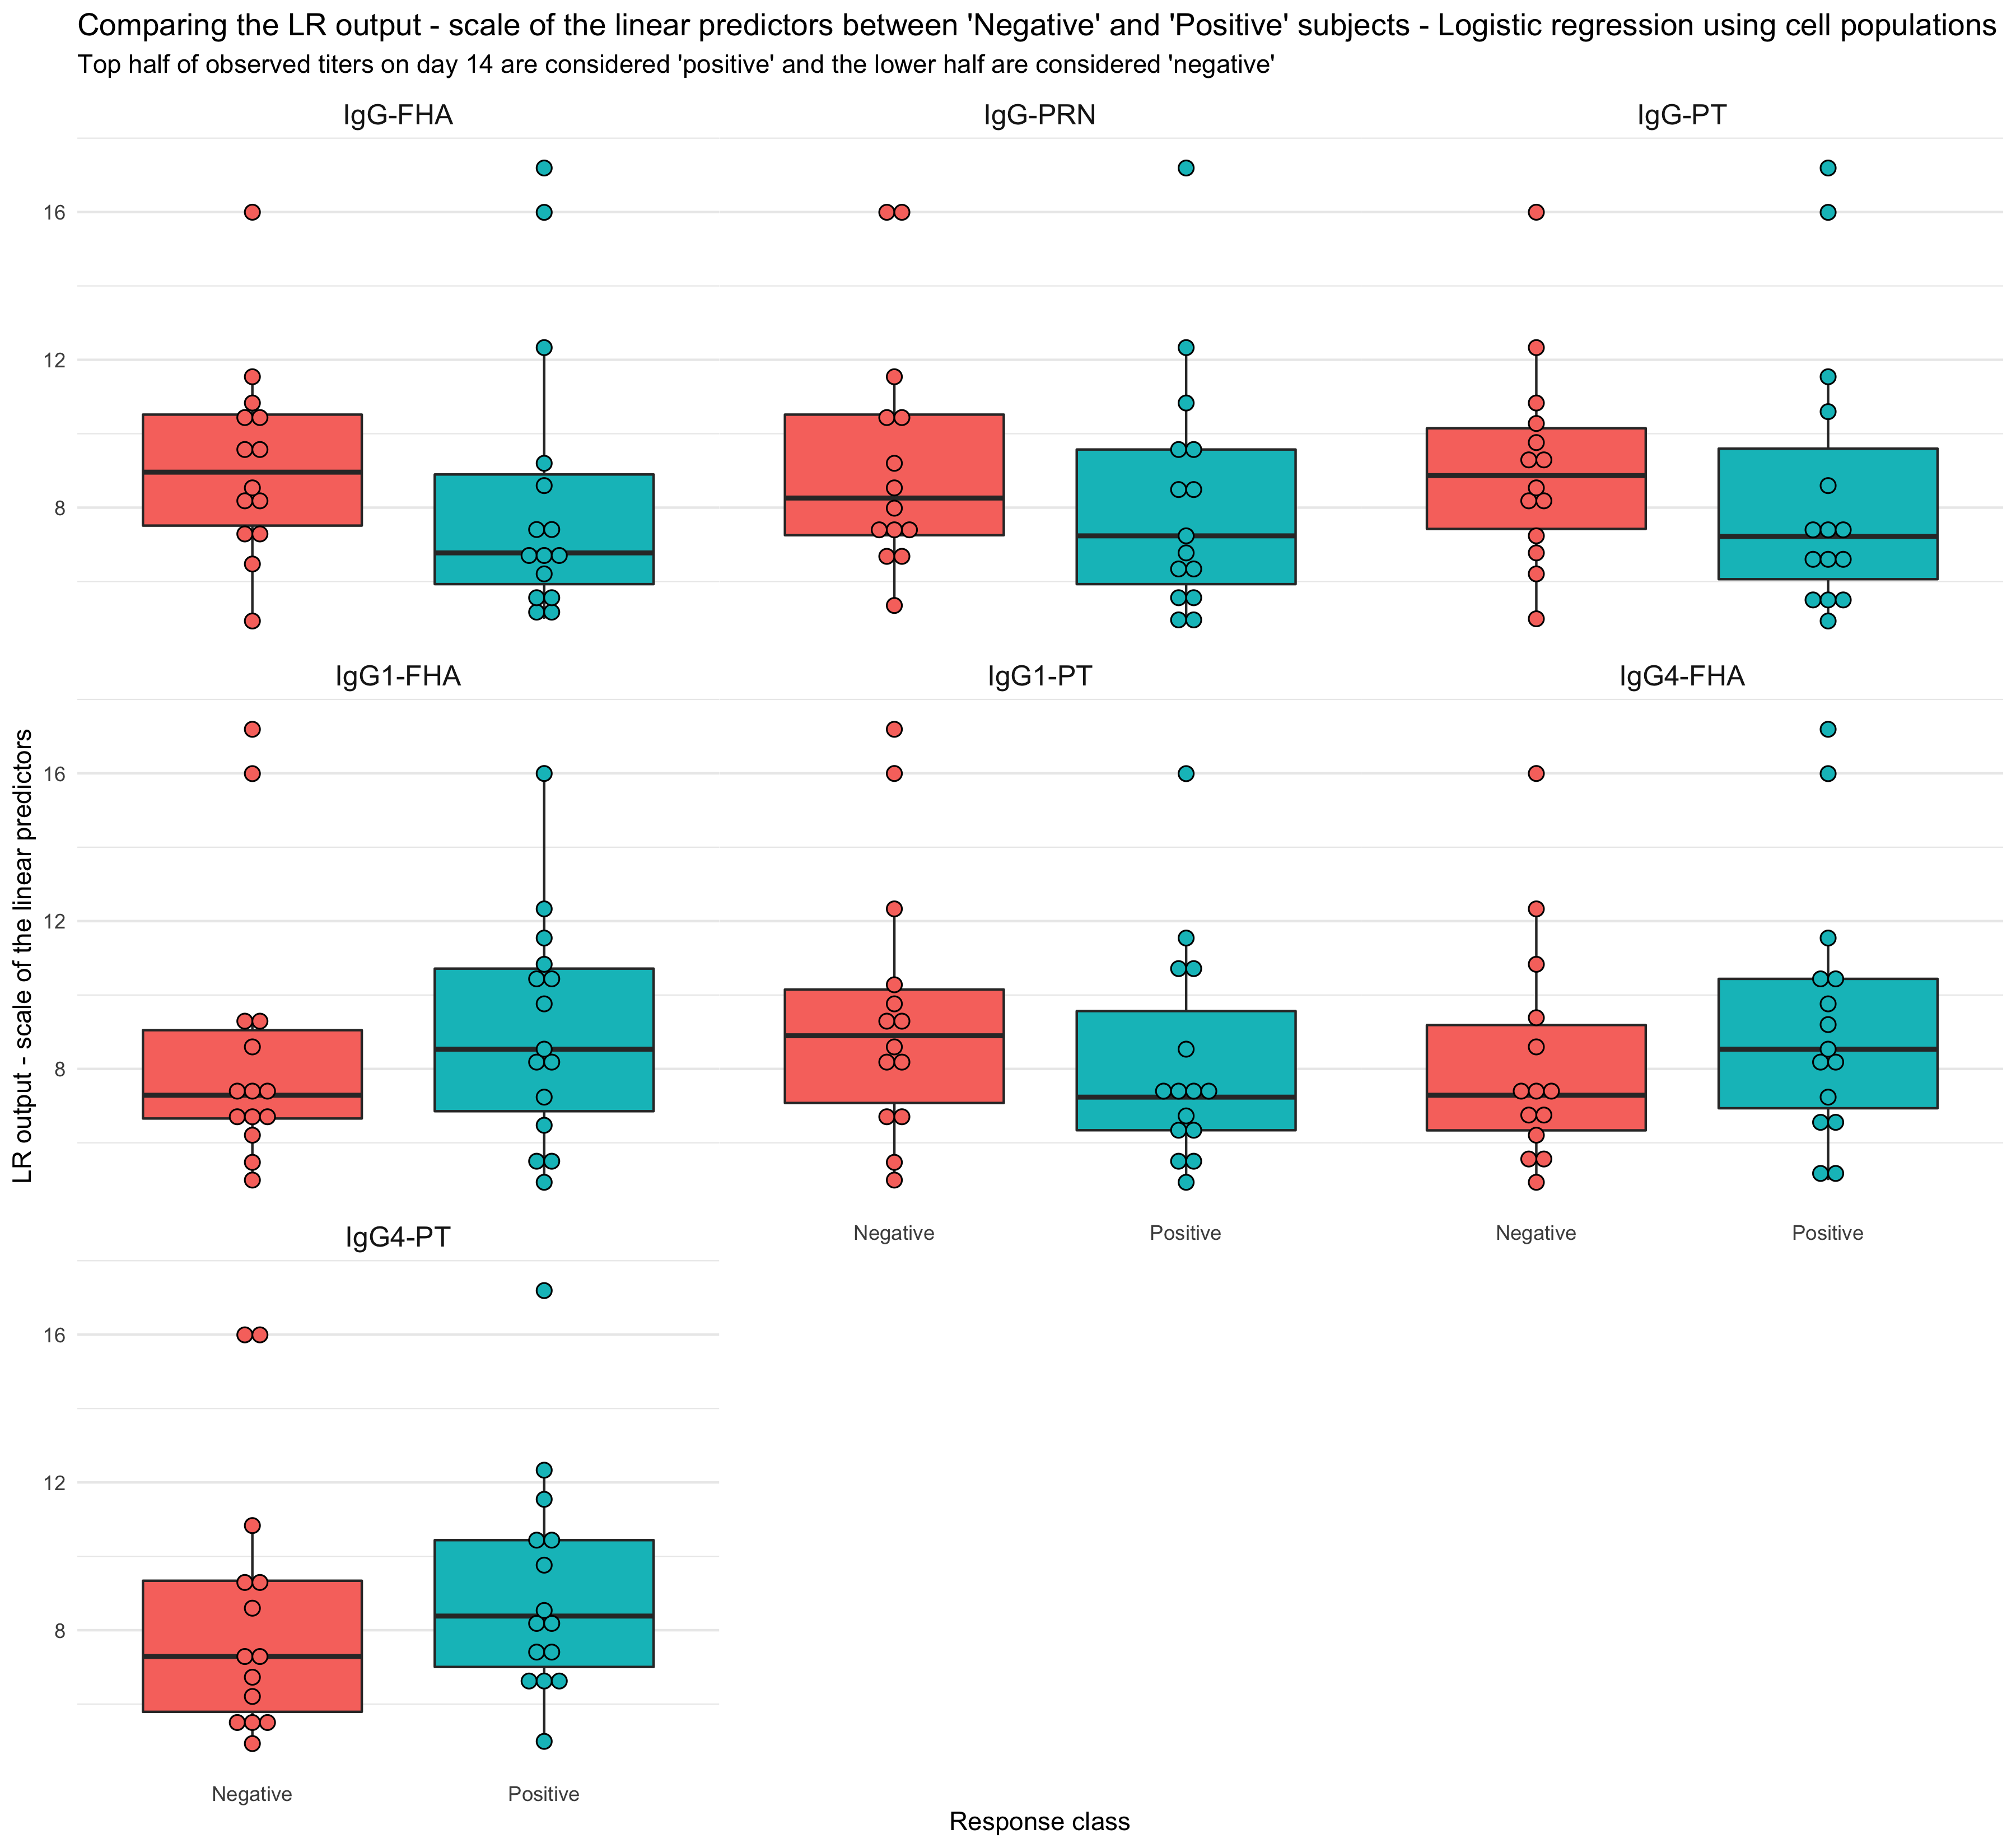 Comparing the LR output - scale of the linear predictors between 'Negative' and 'Positive' subjects - Logistic regression using cell populations
Top half of observed titers on day 14 are considered 'positive' and the lower half are considered 'negative'
IgG-FHA IgG-PRN IgG-PT
16
12
8
IgG1-FHA IgG1-PT IgG4-FHA
16
12
8
Negative Positive Negative Positive
IgG4-PT
16
12
8
Negative Positive
LR output - scale of the linear predictors
Response class